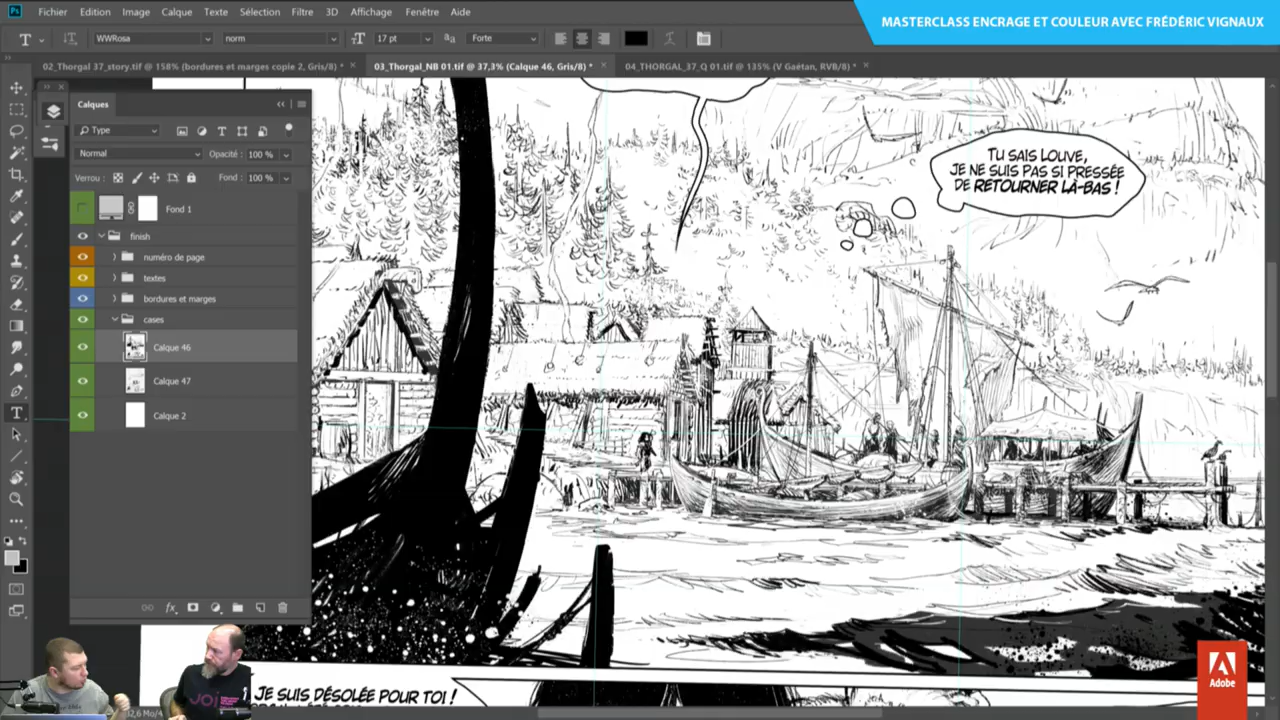 Ps Fichier Edition Image Calque Texte Sélection Filtre 3D Affichage Fenêtre Aide
MASTERCLASS ENCRAGE ET COULEUR AVEC FRÉDÉRIC VIGNAUX
WWRosa norm 17 pt Forte
02_Thorgal 37_story.tif @ 158% (bordures et marges copie 2, Gris/8) * × 03_Thorgal_NB 01.tif @ 37,3% (Calque 46, Gris/8) * × 04_THORGAL_37_Q 01.tif @ 135% (V Gaétan, RVB/8) * ×
Calques
Type
Normal Opacité : 100 %
Verrou : Fond : 100 %
Fond 1
finish
numéro de page
textes
bordures et marges
cases
Calque 46
Calque 47
Calque 2
fx
TU SAIS LOUVE,
JE NE SUIS PAS SI PRESSÉE
DE RETOURNER LÀ-BAS !
JE SUIS DÉSOLÉE POUR TOI !
Adobe